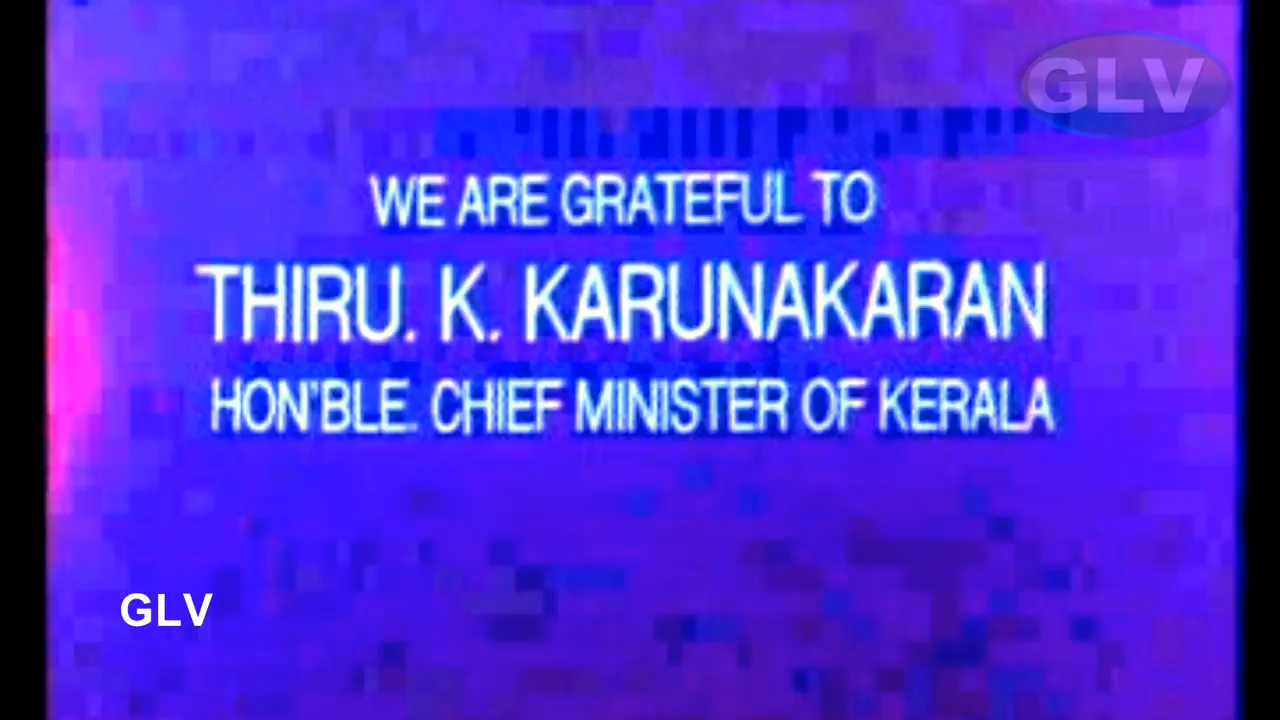 GLV
WE ARE GRATEFUL TO
THIRU. K. KARUNAKARAN
HON'BLE. CHIEF MINISTER OF KERALA
GLV